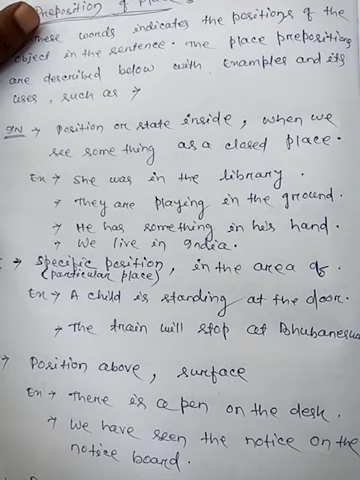 Preposition of Place
These words indicates the positions of the
object in the sentence. The place prepositions
are described below with examples and its
uses, such as →
IN → Position or state inside, when we
see something as a closed place.
Ex → She was in the library.
→ They are playing in the ground.
→ He has something in his hand.
→ We live in India.
→ Specific position, in the area of.
(particular place)
Ex → A child is standing at the door.
→ The train will stop at Bhubaneswa
→ Position above, surface
Ex → There is a pen on the desk.
→ We have seen the notice on the
notice board.